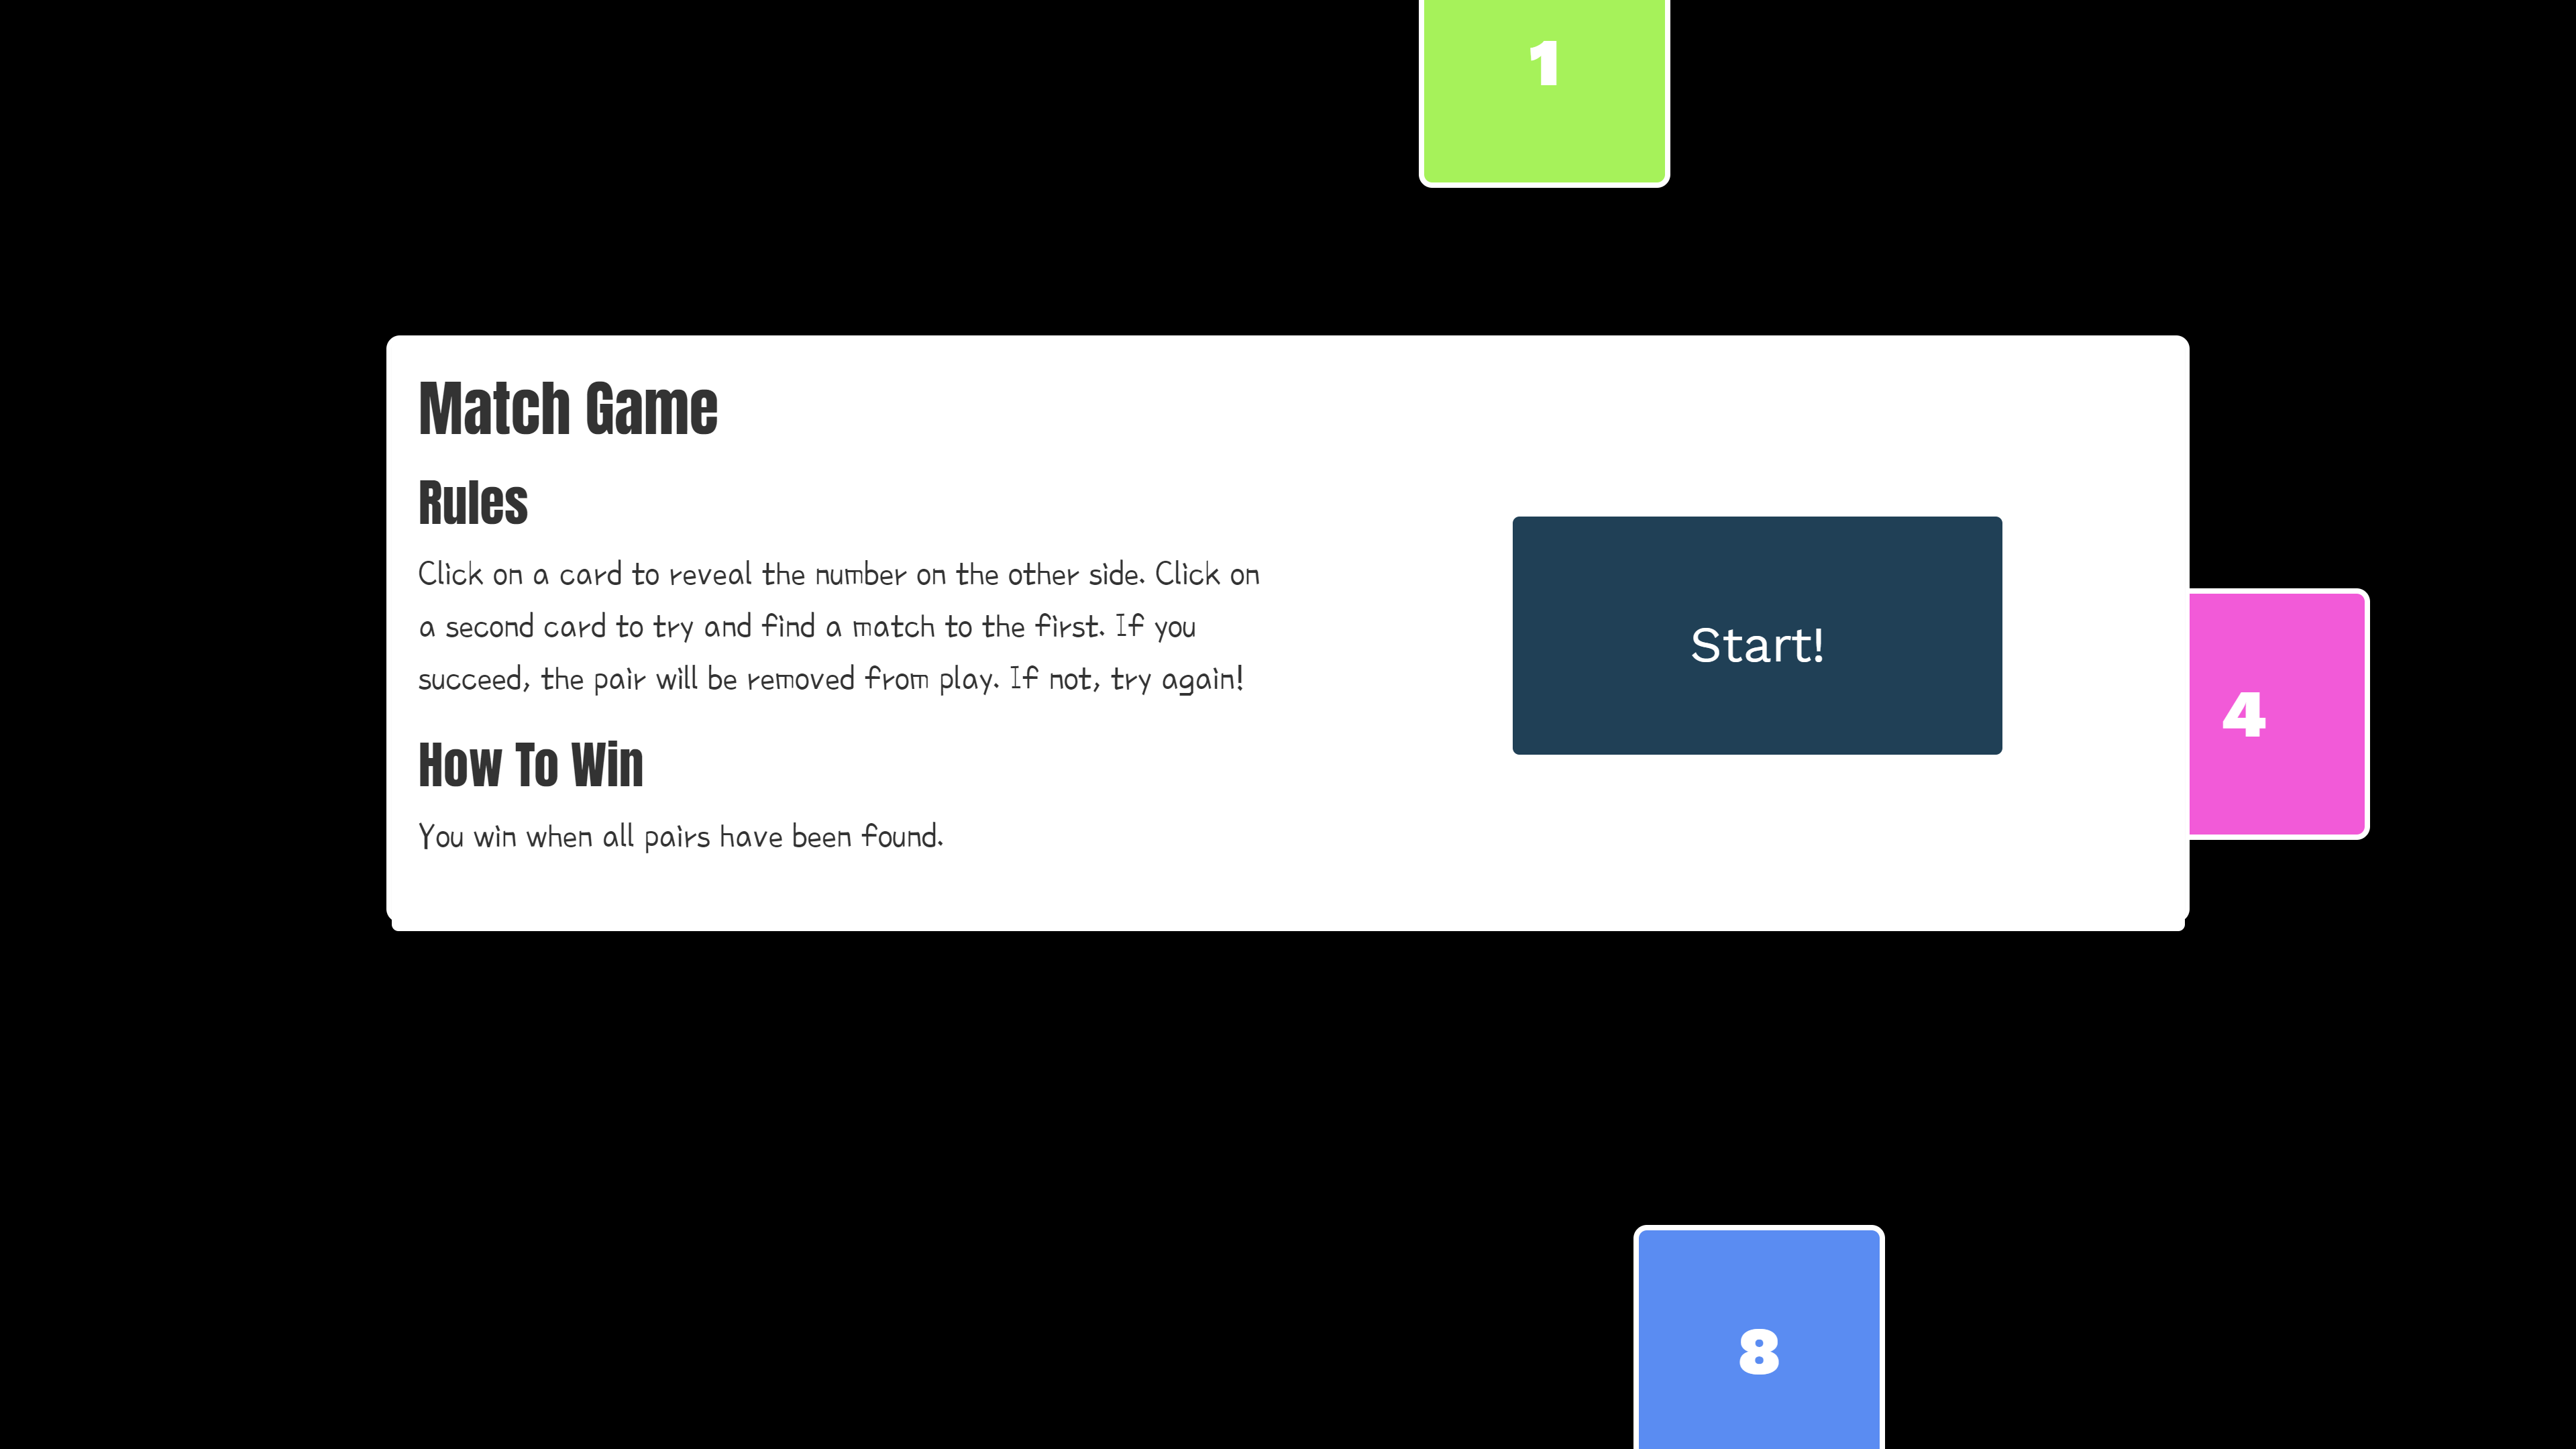 1
Match Game
Rules
Click on a card to reveal the number on the other side. Click on
a second card to try and find a match to the first. If you
succeed, the pair will be removed from play. If not, try again!
How To Win
You win when all pairs have been found.
Start!
4
8